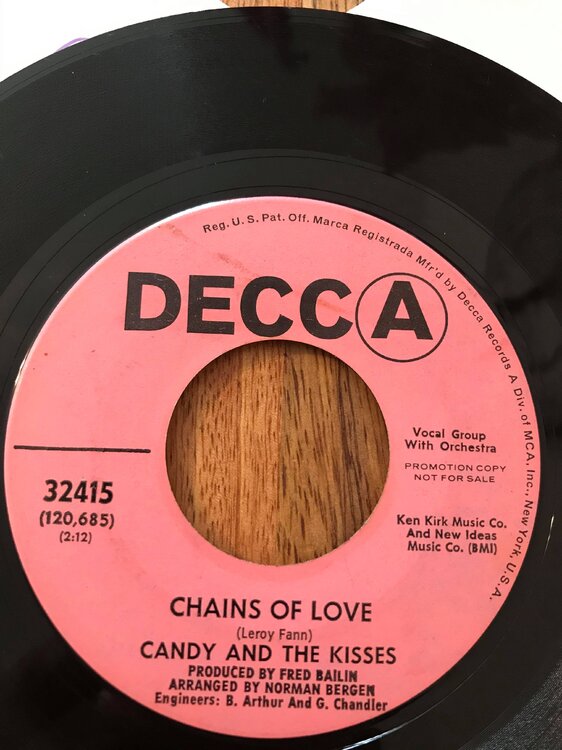 Reg. U.S. Pat. Off. Marca Registrada Mfr'd by Decca Records A Div. of MCA, Inc., New York, U.S.A.
DECCA
Vocal Group
With Orchestra
PROMOTION COPY
NOT FOR SALE
32415
(120,685)
(2:12)
Ken Kirk Music Co.
And New Ideas
Music Co. (BMI)
CHAINS OF LOVE
(Leroy Fann)
CANDY AND THE KISSES
PRODUCED BY FRED BAILIN
ARRANGED BY NORMAN BERGEN
Engineers: B. Arthur And G. Chandler